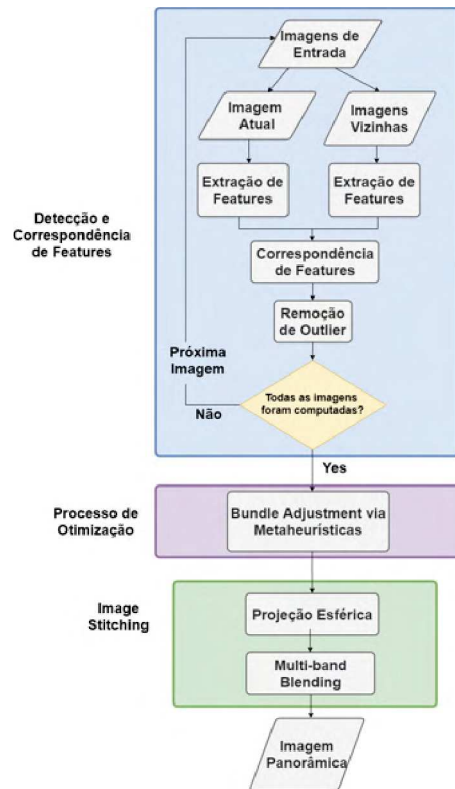 Imagens de
Entrada
Imagem
Atual
Imagens
Vizinhas
Extração de
Features
Extração de
Features
Detecção e
Correspondência
de Features
Correspondência
de Features
Remoção
de Outlier
Próxima
Imagem
Todas as imagens
foram computadas?
Não
Yes
Processo de
Otimização
Bundle Adjustment via
Metaheurísticas
Image
Stitching
Projeção Esférica
Multi-band
Blending
Imagem
Panorâmica